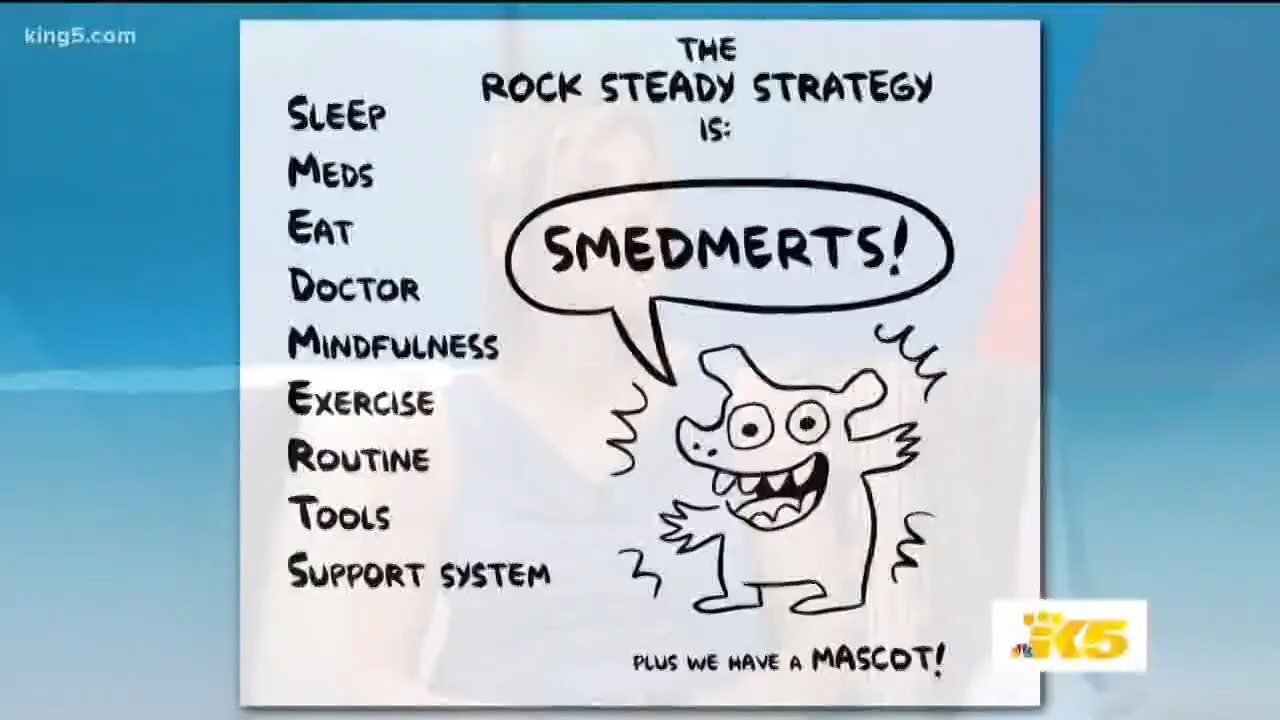 king5.com
THE
ROCK STEADY STRATEGY
IS:
SLEEP
MEDS
EAT
DOCTOR
MINDFULNESS
EXERCISE
ROUTINE
TOOLS
SUPPORT SYSTEM
SMEDMERTS!
PLUS WE HAVE A MASCOT!
K5